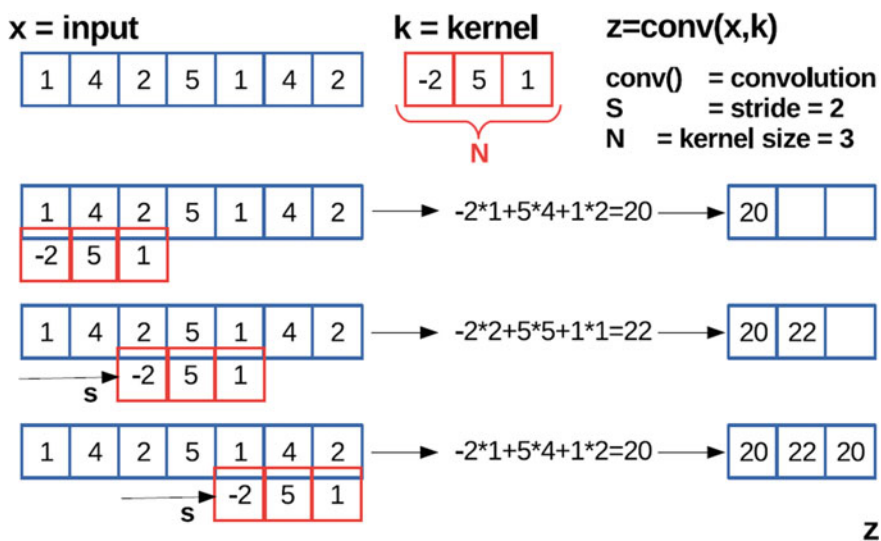 x = input k = kernel z=conv(x,k)
1 4 2 5 1 4 2 -2 5 1 conv() = convolution
S = stride = 2
N N = kernel size = 3
1 4 2 5 1 4 2 -2*1+5*4+1*2=20 20
-2 5 1
1 4 2 5 1 4 2 -2*2+5*5+1*1=22 20 22
s -2 5 1
1 4 2 5 1 4 2 -2*1+5*4+1*2=20 20 22 20
s -2 5 1
z